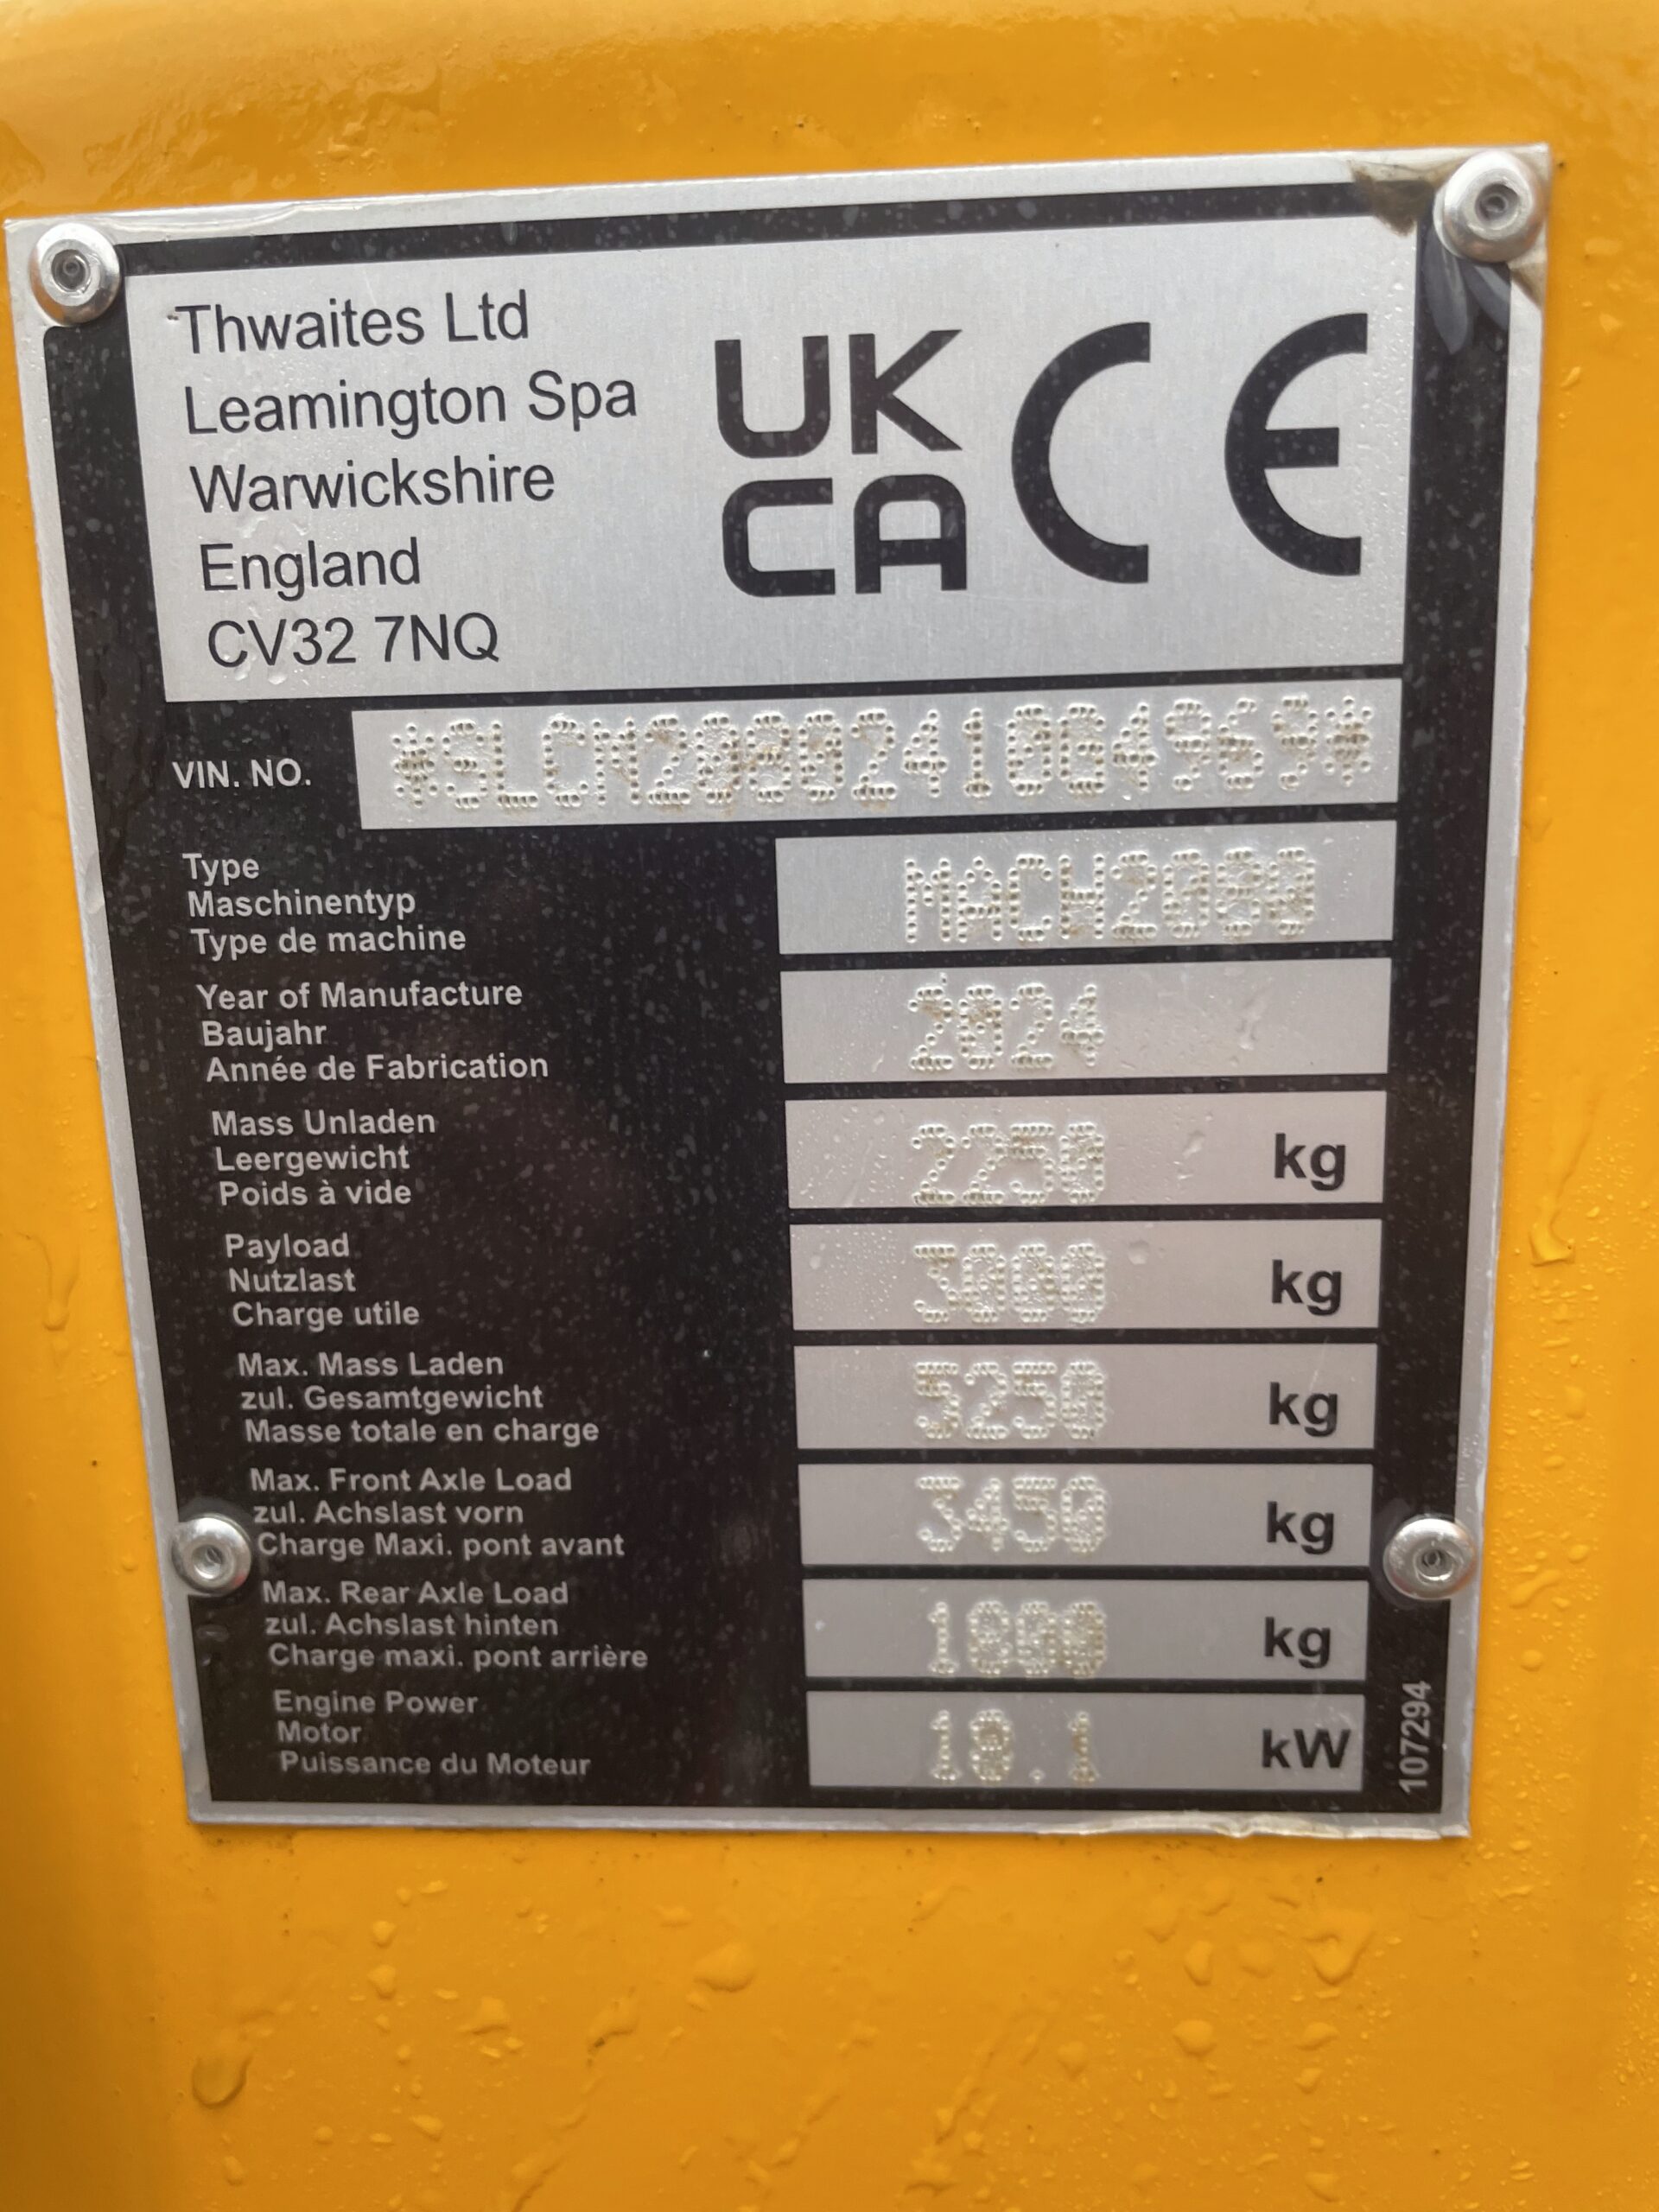 Thwaites Ltd
Leamington Spa
Warwickshire
England
CV32 7NQ
UK
CA
CE
VIN. NO. *SLCM2080241004969*
Type
Maschinentyp
Type de machine
MACH2080
Year of Manufacture
Baujahr
Année de Fabrication
2024
Mass Unladen
Leergewicht
Poids à vide
2250 kg
Payload
Nutzlast
Charge utile
3000 kg
Max. Mass Laden
zul. Gesamtgewicht
Masse totale en charge
5250 kg
Max. Front Axle Load
zul. Achslast vorn
Charge Maxi. pont avant
3450 kg
Max. Rear Axle Load
zul. Achslast hinten
Charge maxi. pont arrière
1800 kg
Engine Power
Motor
Puissance du Moteur
18.1 kW
107294